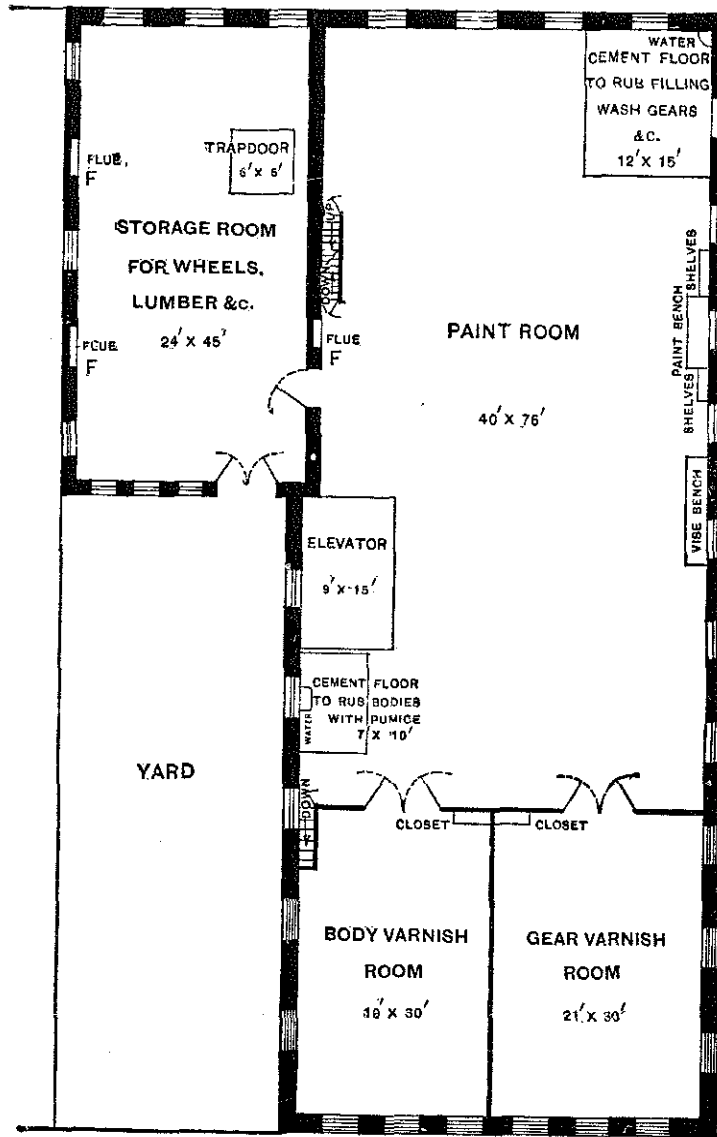 WATER
CEMENT FLOOR
TO RUB FILLING
WASH GEARS
&C.
12' X 15'
TRAPDOOR
6' X 6'
FLUE,
F
STORAGE ROOM
FOR WHEELS,
LUMBER &c.
24' X 45'
FLUE
F
UP
DOWN
FLUE
F
PAINT ROOM
40' X 76'
SHELVES
PAINT BENCH
SHELVES
VISE BENCH
ELEVATOR
9' X 15'
CEMENT FLOOR
TO RUB BODIES
WITH PUMICE
7' X 10'
WATER
YARD
DOWN
CLOSET
CLOSET
BODY VARNISH
ROOM
19' X 30'
GEAR VARNISH
ROOM
21' X 30'